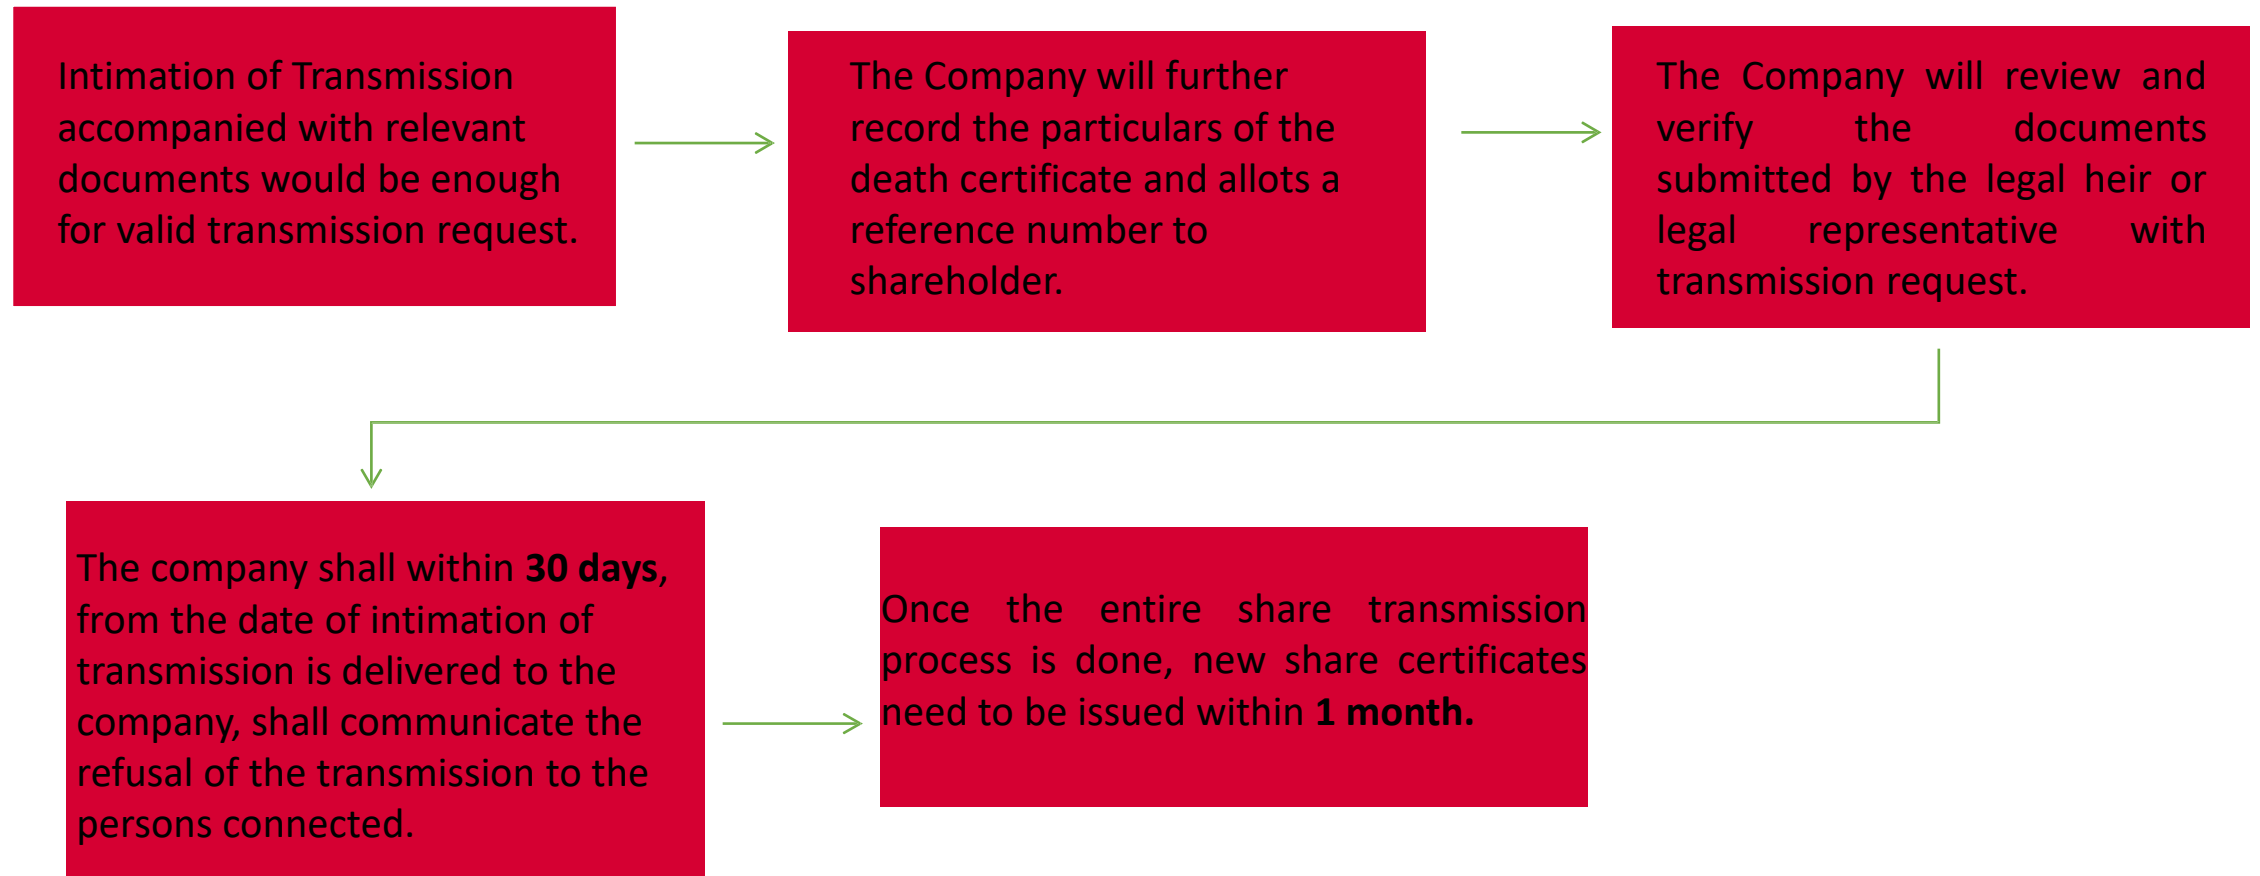 Intimation of Transmission
accompanied with relevant
documents would be enough
for valid transmission request.
The Company will further
record the particulars of the
death certificate and allots a
reference number to
shareholder.
The Company will review and
verify the documents
submitted by the legal heir or
legal representative with
transmission request.
The company shall within 30 days,
from the date of intimation of
transmission is delivered to the
company, shall communicate the
refusal of the transmission to the
persons connected.
Once the entire share transmission
process is done, new share certificates
need to be issued within 1 month.